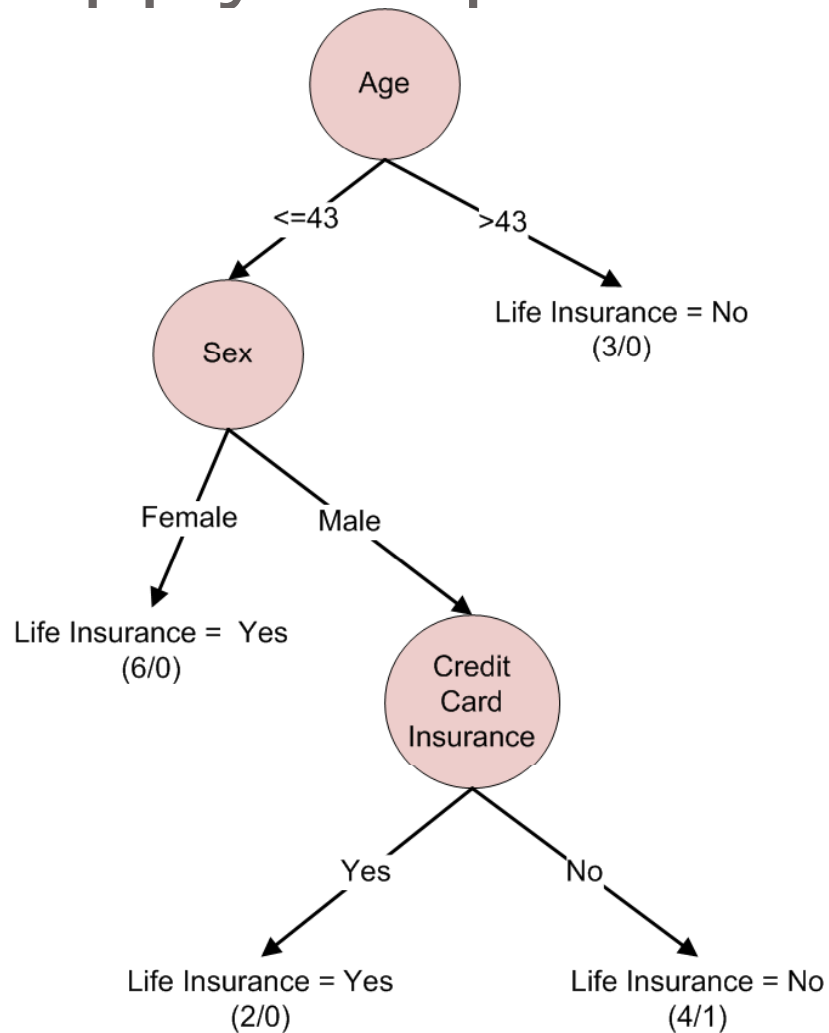 Age
<=43
>43
Life Insurance = No
(3/0)
Sex
Female
Male
Life Insurance = Yes
(6/0)
Credit
Card
Insurance
Yes
No
Life Insurance = Yes
(2/0)
Life Insurance = No
(4/1)